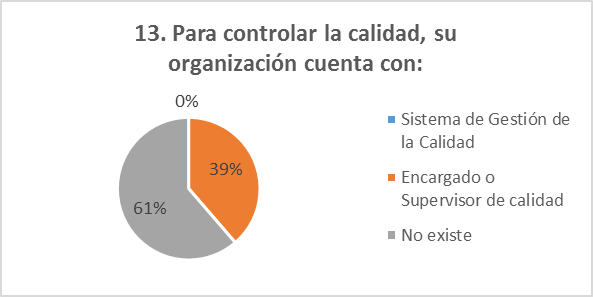 13. Para controlar la calidad, su
organización cuenta con:
0%
39%
61%
Sistema de Gestión de
la Calidad
Encargado o
Supervisor de calidad
No existe